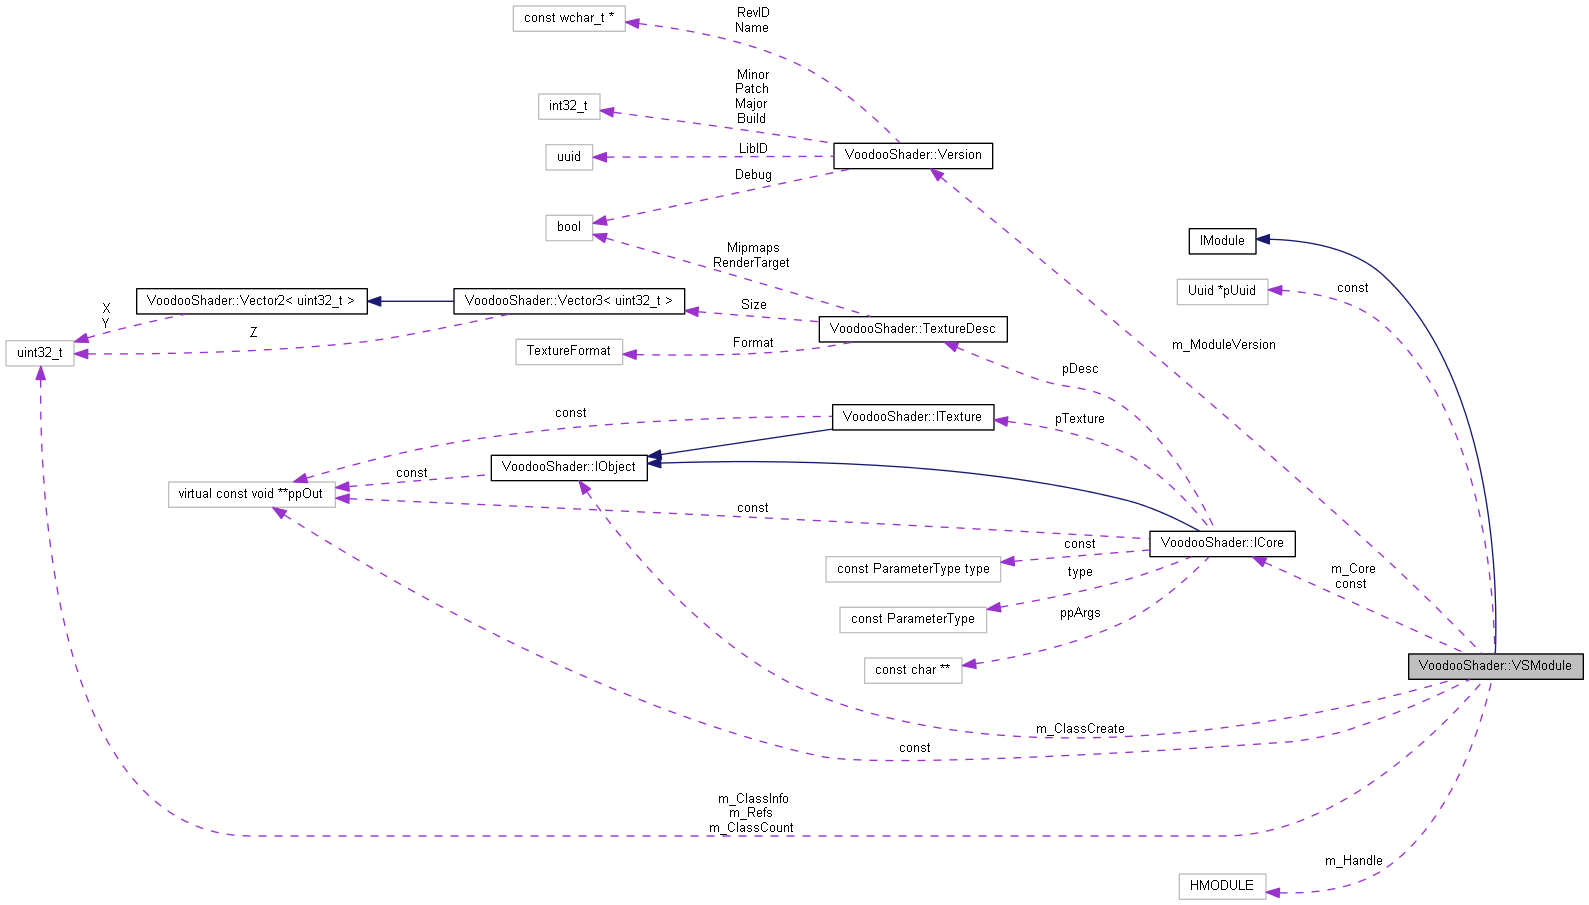 const wchar_t *
RevID
Name
Minor
Patch
Major
Build
int32_t
LibID
uuid
VoodooShader::Version
Debug
bool
Mipmaps
RenderTarget
IModule
Uuid *pUuid
const
VoodooShader::Vector2< uint32_t >
VoodooShader::Vector3< uint32_t >
X
Y
Z
Size
VoodooShader::TextureDesc
uint32_t
TextureFormat
Format
m_ModuleVersion
pDesc
const
VoodooShader::ITexture
pTexture
VoodooShader::IObject
const
virtual const void **ppOut
const
VoodooShader::ICore
const
const ParameterType type
type
m_Core
const
const ParameterType
ppArgs
const char **
VoodooShader::VSModule
m_ClassCreate
const
m_ClassInfo
m_Refs
m_ClassCount
m_Handle
HMODULE